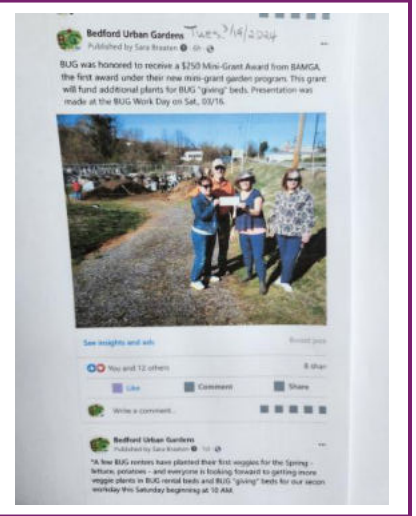 Bedford Urban Gardens Tues 3/19/2024
Published by Sara Braaten
BUG was honored to receive a $250 Mini-Grant Award from BAMGA,
the first award under their new mini-grant garden program. This grant
will fund additional plants for BUG "giving" beds. Presentation was
made at the BUG Work Day on Sat, 03/16.
See insights and ads
Boost post
You and 12 others
Like Comment Share
Write a comment...
Bedford Urban Gardens
Published by Sara Braaten
"A few BUG renters have planted their first veggies for the Spring -
lettuce, potatoes - and everyone is looking forward to getting more
veggie plants in BUG rental beds and BUG "giving" beds for our secon
workday this Saturday beginning at 10 AM.